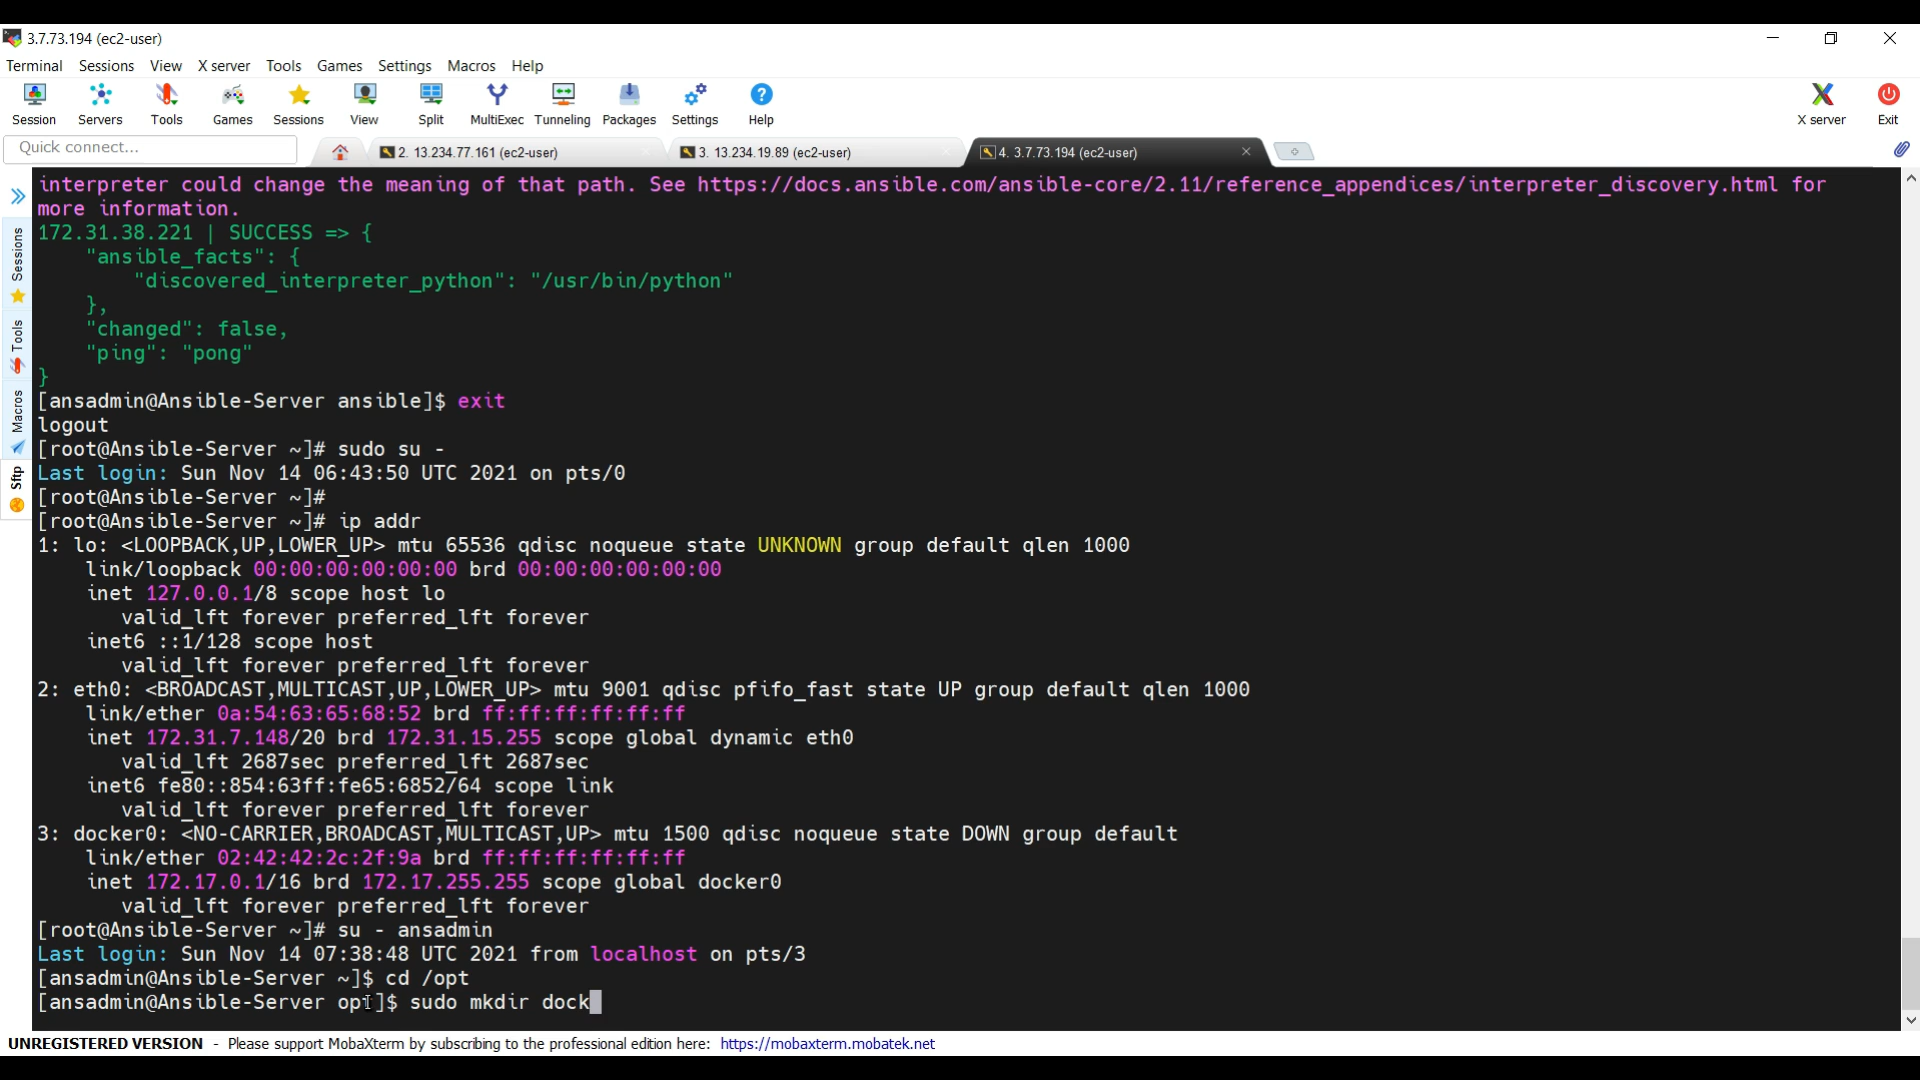 3.7.73.194 (ec2-user)
Terminal Sessions View X server Tools Games Settings Macros Help
Session Servers Tools Games Sessions View Split MultiExec Tunneling Packages Settings Help X server Exit
Quick connect...
2. 13.234.77.161 (ec2-user)
3. 13.234.19.89 (ec2-user)
4. 3.7.73.194 (ec2-user)
Sessions
Tools
Macros
Sftp
interpreter could change the meaning of that path. See https://docs.ansible.com/ansible-core/2.11/reference_appendices/interpreter_discovery.html for
more information.
172.31.38.221 | SUCCESS => {
    "ansible_facts": {
        "discovered_interpreter_python": "/usr/bin/python"
    },
    "changed": false,
    "ping": "pong"
}
[ansadmin@Ansible-Server ansible]$ exit
logout
[root@Ansible-Server ~]# sudo su -
Last login: Sun Nov 14 06:43:50 UTC 2021 on pts/0
[root@Ansible-Server ~]#
[root@Ansible-Server ~]# ip addr
1: lo: <LOOPBACK,UP,LOWER_UP> mtu 65536 qdisc noqueue state UNKNOWN group default qlen 1000
    link/loopback 00:00:00:00:00:00 brd 00:00:00:00:00:00
    inet 127.0.0.1/8 scope host lo
       valid_lft forever preferred_lft forever
    inet6 ::1/128 scope host
       valid_lft forever preferred_lft forever
2: eth0: <BROADCAST,MULTICAST,UP,LOWER_UP> mtu 9001 qdisc pfifo_fast state UP group default qlen 1000
    link/ether 0a:54:63:65:68:52 brd ff:ff:ff:ff:ff:ff
    inet 172.31.7.148/20 brd 172.31.15.255 scope global dynamic eth0
       valid_lft 2687sec preferred_lft 2687sec
    inet6 fe80::854:63ff:fe65:6852/64 scope link
       valid_lft forever preferred_lft forever
3: docker0: <NO-CARRIER,BROADCAST,MULTICAST,UP> mtu 1500 qdisc noqueue state DOWN group default
    link/ether 02:42:42:2c:2f:9a brd ff:ff:ff:ff:ff:ff
    inet 172.17.0.1/16 brd 172.17.255.255 scope global docker0
       valid_lft forever preferred_lft forever
[root@Ansible-Server ~]# su - ansadmin
Last login: Sun Nov 14 07:38:48 UTC 2021 from localhost on pts/3
[ansadmin@Ansible-Server ~]$ cd /opt
[ansadmin@Ansible-Server opt]$ sudo mkdir dock
UNREGISTERED VERSION - Please support MobaXterm by subscribing to the professional edition here: https://mobaxterm.mobatek.net